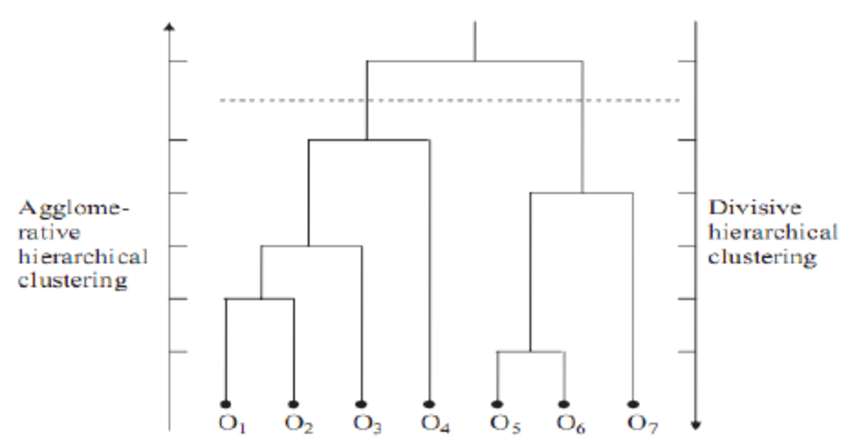 Agglome-
rative
hierarchical
clustering
Divisive
hierarchical
clustering
O1 O2 O3 O4 O5 O6 O7